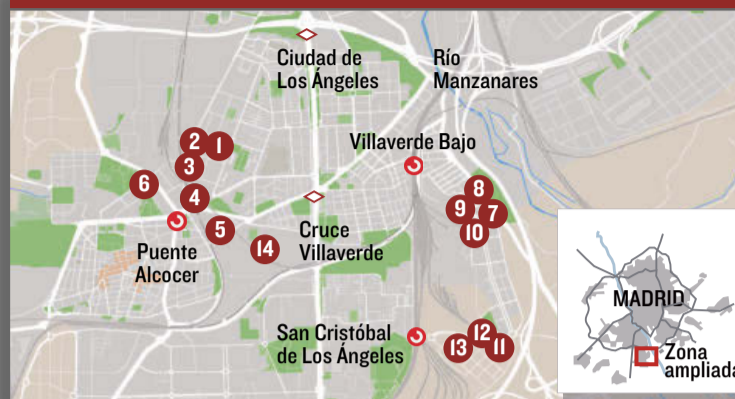 Ciudad de
Los Ángeles
Río
Manzanares
Villaverde Bajo
2
1
3
6
4
8
9
7
10
5
14
Cruce
Villaverde
Puente
Alcocer
MADRID
San Cristóbal
de Los Ángeles
12
13
11
Zona
ampliada